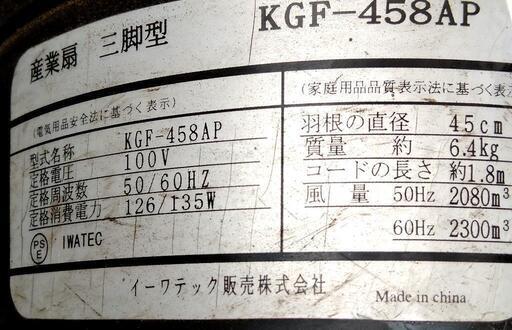 産業扇 三脚型 KGF-458AP
(電気用品安全法に基づく表示)
型式名称 KGF-458AP
定格電圧 100V
定格周波数 50/60HZ
定格消費電力 126/135W
PSE IWATEC
(家庭用品品質表示法に基づく表示)
羽根の直径 45cm
質量 約 6.4kg
コードの長さ 約1.8m
風量 50Hz 2080m³
60Hz 2300m³
イーワテック販売株式会社
Made in china